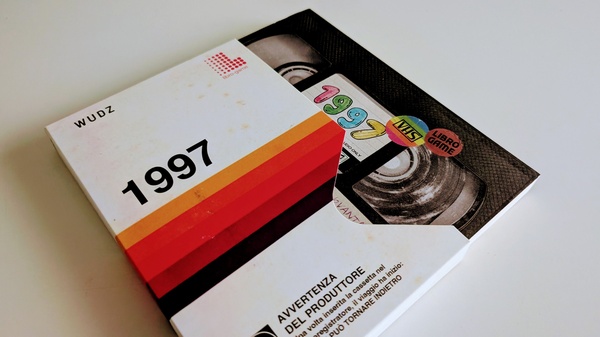 WUDZ
1997
1997
VHS
LIBRO
GAME
AVVERTENZA
DEL PRODUTTORE
una volta inserita la cassetta nel
il viaggio ha inizio:
PUÒ TORNARE INDIETRO